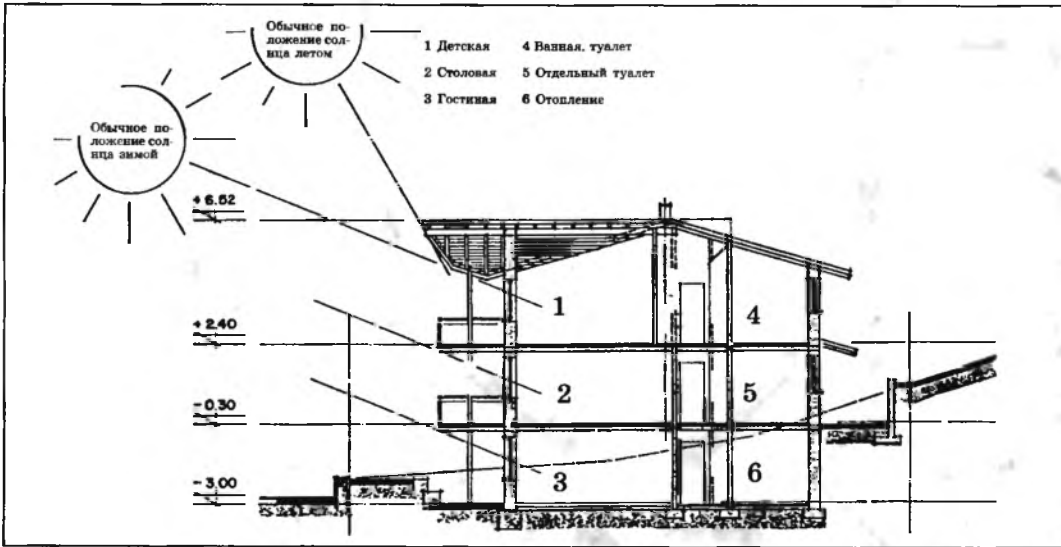 Обычное по-
ложение сол-
нца летом
1 Детская
2 Столовая
3 Гостиная
4 Ванная, туалет
5 Отдельный туалет
6 Отопление
Обычное по-
ложение сол-
нца зимой
+6.52
+2.40
-0.30
-3.00
1
2
3
4
5
6